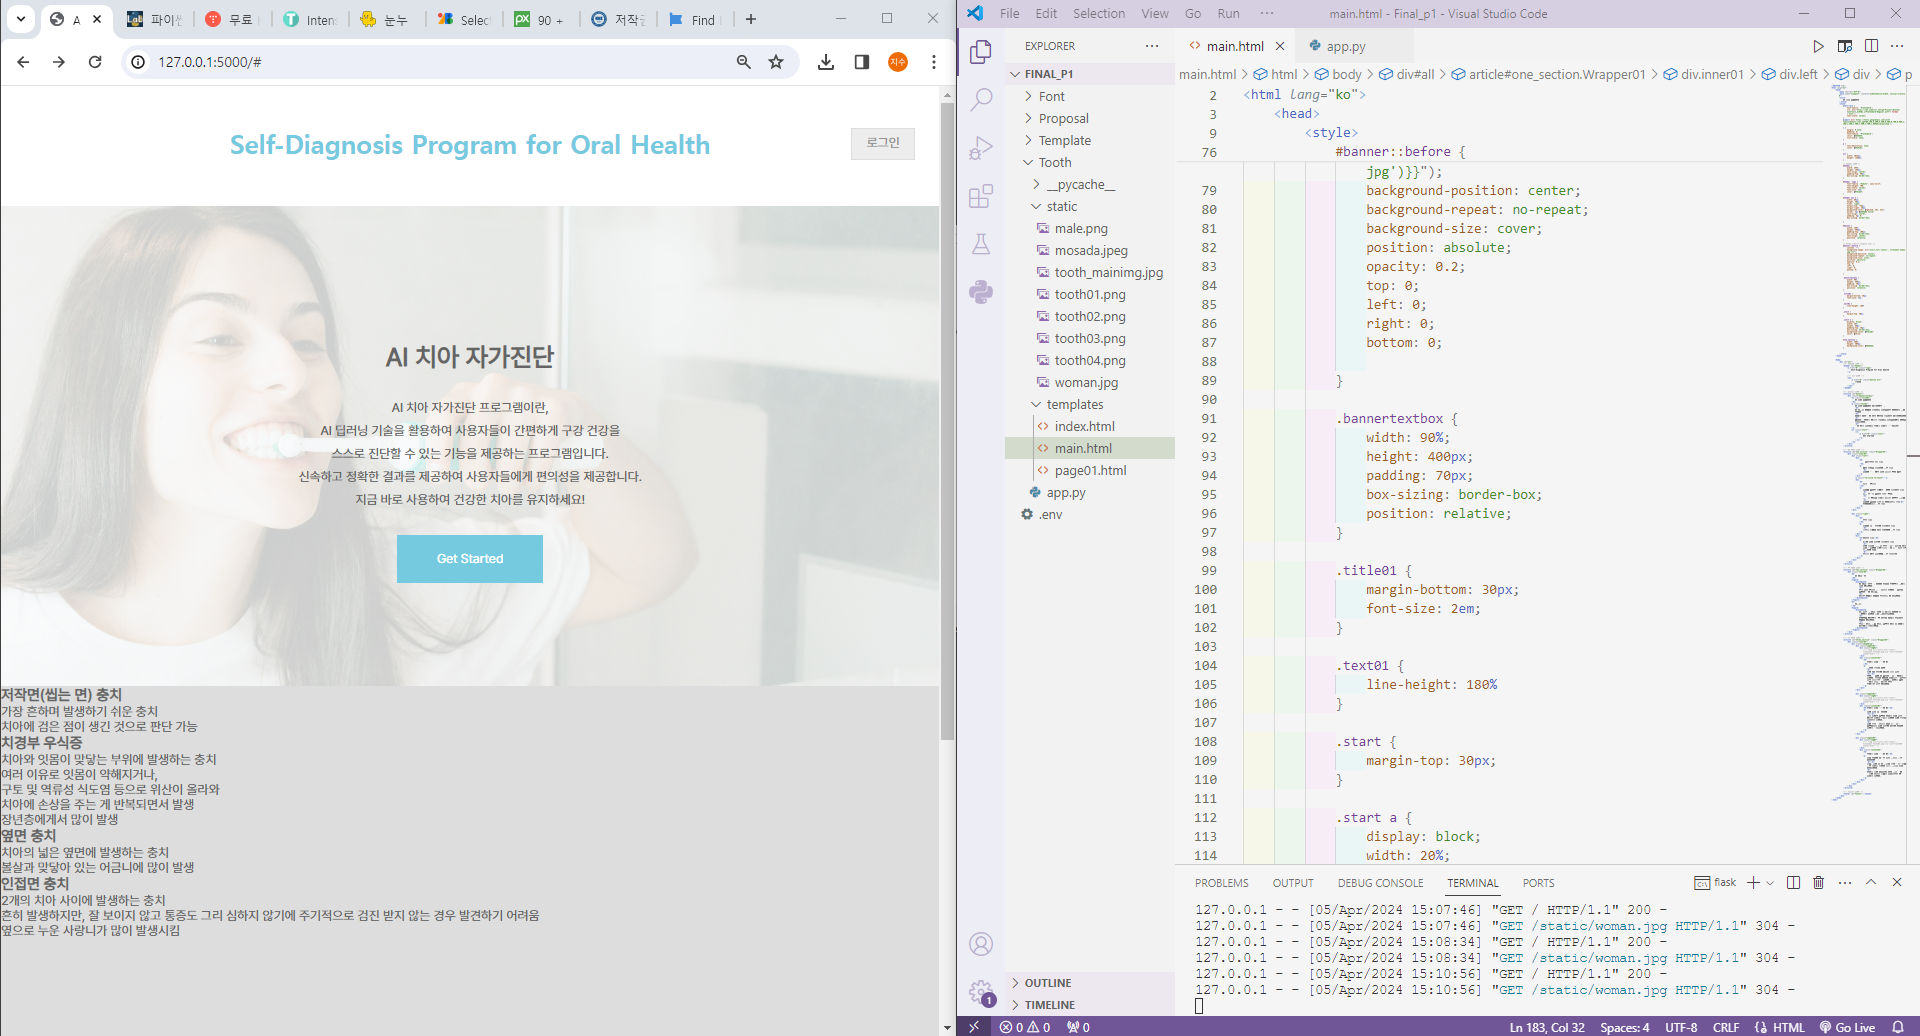 A
파이썬
무료
Intens
눈누
Selec
90 +
저작권
Find
127.0.0.1:5000/#
지수
Self-Diagnosis Program for Oral Health
로그인
AI 치아 자가진단
AI 치아 자가진단 프로그램이란,
AI 딥러닝 기술을 활용하여 사용자들이 간편하게 구강 건강을
스스로 진단할 수 있는 기능을 제공하는 프로그램입니다.
신속하고 정확한 결과를 제공하여 사용자들에게 편의성을 제공합니다.
지금 바로 사용하여 건강한 치아를 유지하세요!
Get Started
저작면(씹는 면) 충치
가장 흔하며 발생하기 쉬운 충치
치아에 검은 점이 생긴 것으로 판단 가능
치경부 우식증
치아와 잇몸이 맞닿는 부위에 발생하는 충치
여러 이유로 잇몸이 약해지거나,
구토 및 역류성 식도염 등으로 위산이 올라와
치아에 손상을 주는 게 반복되면서 발생
장년층에게서 많이 발생
옆면 충치
치아의 넓은 옆면에 발생하는 충치
볼살과 맞닿아 있는 어금니에 많이 발생
인접면 충치
2개의 치아 사이에 발생하는 충치
흔히 발생하지만, 잘 보이지 않고 통증도 그리 심하지 않기에 주기적으로 검진 받지 않는 경우 발견하기 어려움
옆으로 누운 사랑니가 많이 발생시킴
File Edit Selection View Go Run ···
main.html - Final_p1 - Visual Studio Code
EXPLORER
FINAL_P1
Font
Proposal
Template
Tooth
__pycache__
static
male.png
mosada.jpeg
tooth_mainimg.jpg
tooth01.png
tooth02.png
tooth03.png
tooth04.png
woman.jpg
templates
index.html
main.html
page01.html
app.py
.env
OUTLINE
TIMELINE
1
main.html
app.py
main.html > html > body > div#all > article#one_section.Wrapper01 > div.inner01 > div.left > div > p
2 <html lang="ko">
3 <head>
9 <style>
76 #banner::before {
jpg')}}");
79 background-position: center;
80 background-repeat: no-repeat;
81 background-size: cover;
82 position: absolute;
83 opacity: 0.2;
84 top: 0;
85 left: 0;
86 right: 0;
87 bottom: 0;
88
89 }
90
91 .bannertextbox {
92 width: 90%;
93 height: 400px;
94 padding: 70px;
95 box-sizing: border-box;
96 position: relative;
97 }
98
99 .title01 {
100 margin-bottom: 30px;
101 font-size: 2em;
102 }
103
104 .text01 {
105 line-height: 180%
106 }
107
108 .start {
109 margin-top: 30px;
110 }
111
112 .start a {
113 display: block;
114 width: 20%;
PROBLEMS OUTPUT DEBUG CONSOLE TERMINAL PORTS
flask
127.0.0.1 - - [05/Apr/2024 15:07:46] "GET / HTTP/1.1" 200 -
127.0.0.1 - - [05/Apr/2024 15:07:46] "GET /static/woman.jpg HTTP/1.1" 304 -
127.0.0.1 - - [05/Apr/2024 15:08:34] "GET / HTTP/1.1" 200 -
127.0.0.1 - - [05/Apr/2024 15:08:34] "GET /static/woman.jpg HTTP/1.1" 304 -
127.0.0.1 - - [05/Apr/2024 15:10:56] "GET / HTTP/1.1" 200 -
127.0.0.1 - - [05/Apr/2024 15:10:56] "GET /static/woman.jpg HTTP/1.1" 304 -
0 0 0
Ln 183, Col 32 Spaces: 4 UTF-8 CRLF HTML Go Live